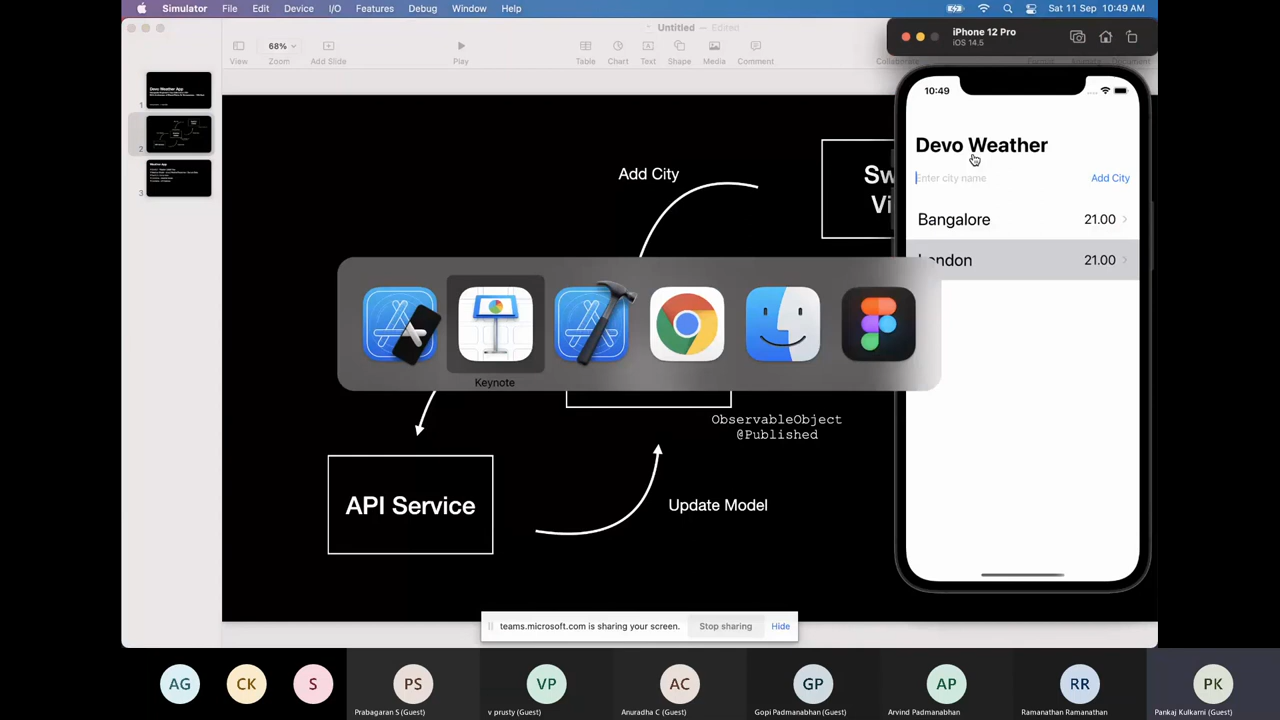 Simulator File Edit Device I/O Features Debug Window Help
Sat 11 Sep 10:49 AM
Untitled — Edited
68%
View Zoom Add Slide
Play
Table Chart Text Shape Media Comment
iPhone 12 Pro
iOS 14.5
1
2
3
Devo Weather App
Weather App
Add City
Sw
Vi
ObservableObject
@Published
API Service
Update Model
Keynote
10:49
Devo Weather
Enter city name
Add City
Bangalore 21.00
London 21.00
teams.microsoft.com is sharing your screen.
Stop sharing
Hide
AG
CK
S
PS
VP
AC
GP
AP
RR
PK
Prabagaran S (Guest)
v prusty (Guest)
Anuradha C (Guest)
Gopi Padmanabhan (Guest)
Arvind Padmanabhan
Ramanathan Ramanathan
Pankaj Kulkarni (Guest)